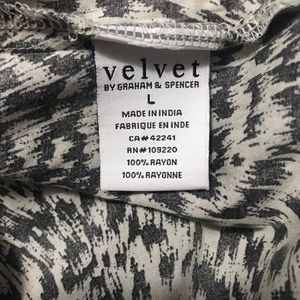 velvet
BY GRAHAM & SPENCER
L
MADE IN INDIA
FABRIQUE EN INDE
CA#42241
RN#109220
100% RAYON
100% RAYONNE